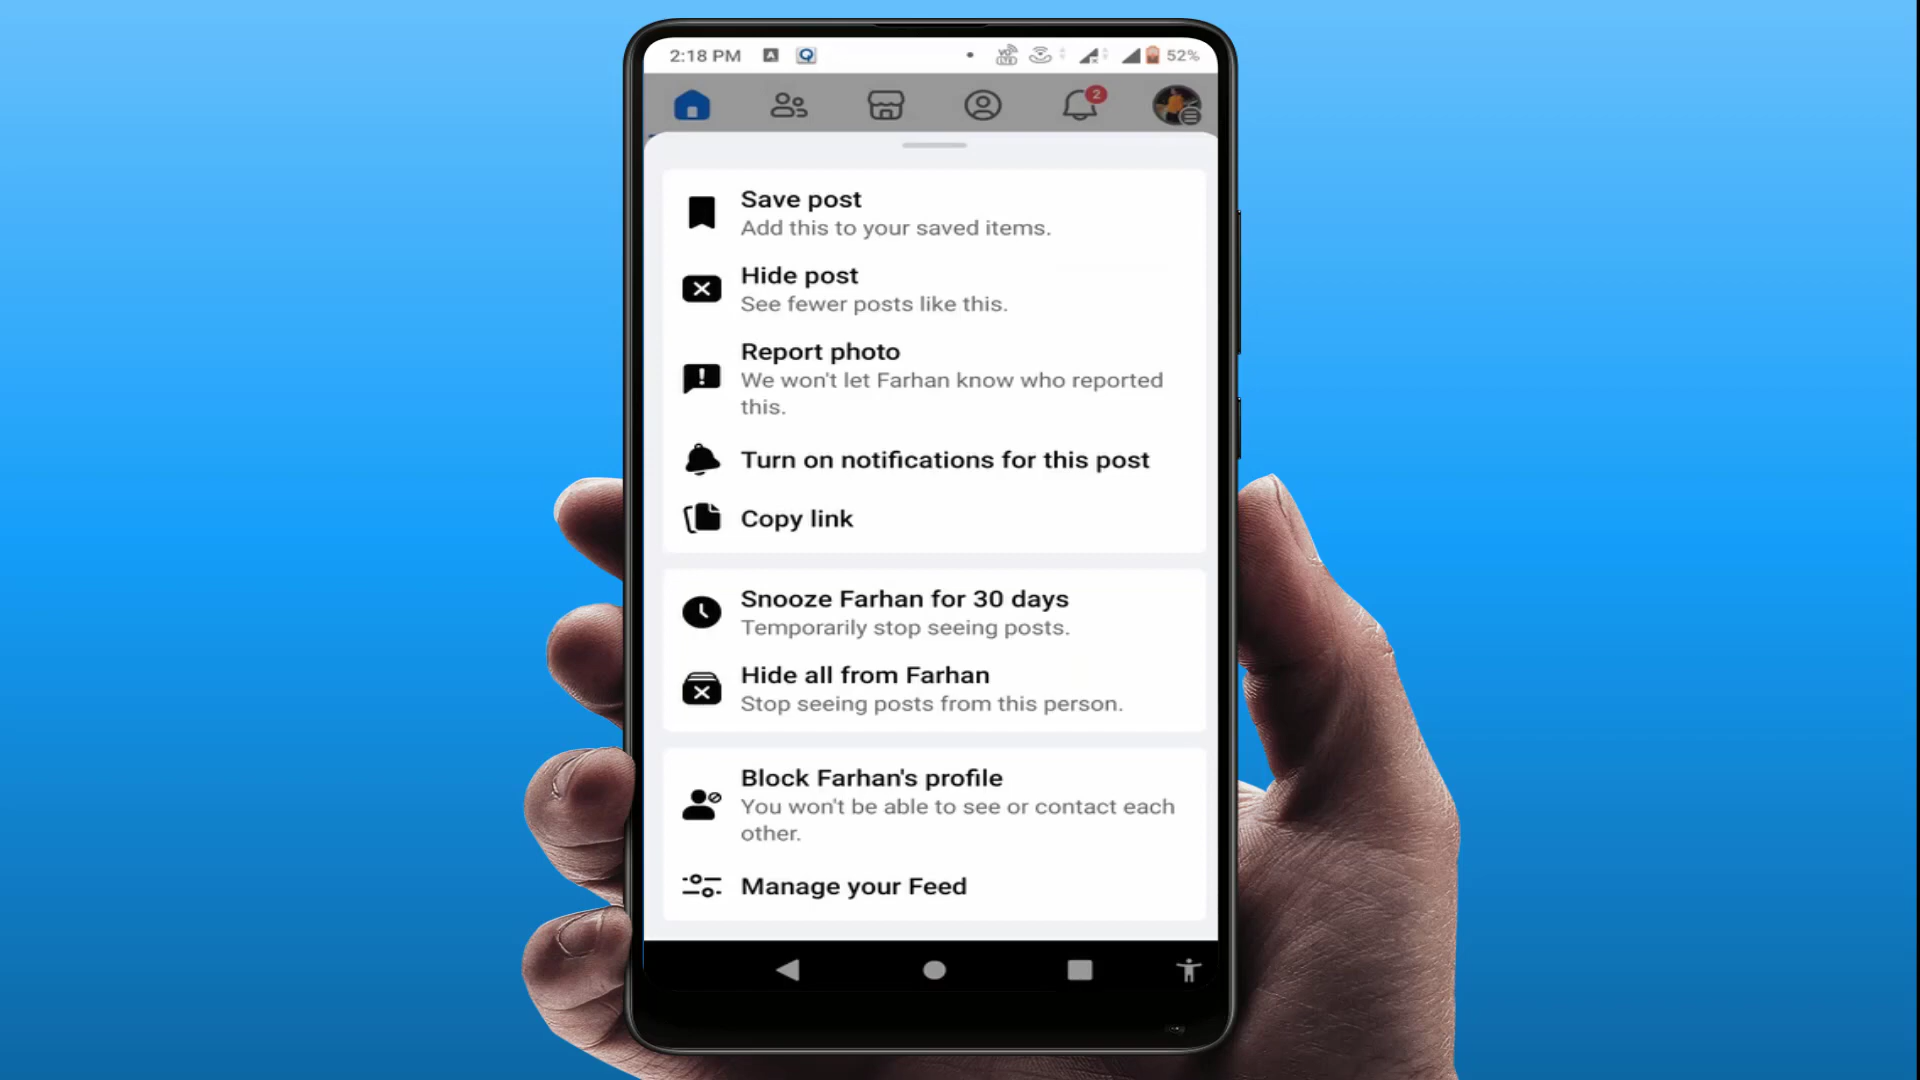 2:18 PM
52%
2
Save post
Add this to your saved items.
Hide post
See fewer posts like this.
Report photo
We won't let Farhan know who reported
this.
Turn on notifications for this post
Copy link
Snooze Farhan for 30 days
Temporarily stop seeing posts.
Hide all from Farhan
Stop seeing posts from this person.
Block Farhan's profile
You won't be able to see or contact each
other.
Manage your Feed